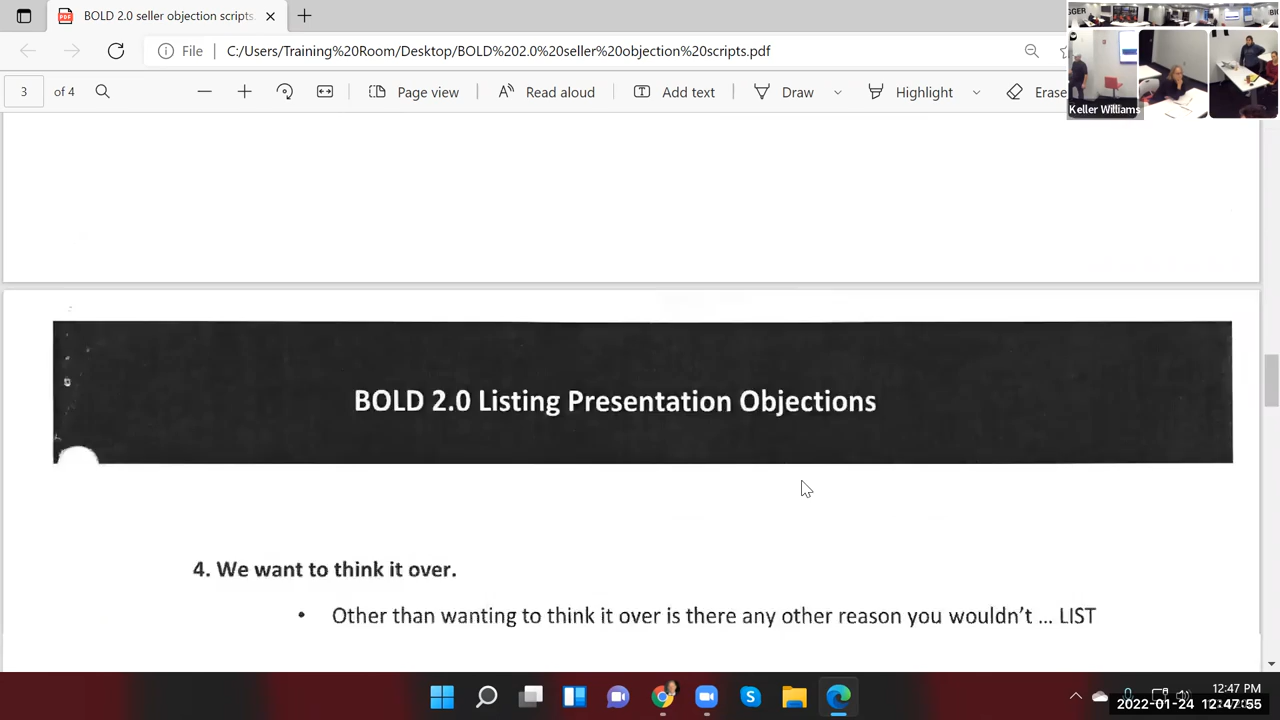 BOLD 2.0 seller objection scripts.
File C:/Users/Training%20Room/Desktop/BOLD%202.0%20seller%20objection%20scripts.pdf
3 of 4 Page view Read aloud Add text Draw Highlight Erase
GGER
Keller Williams
BOLD 2.0 Listing Presentation Objections
4. We want to think it over.
• Other than wanting to think it over is there any other reason you wouldn't ... LIST
12:47 PM
2022-01-24 12:47:55